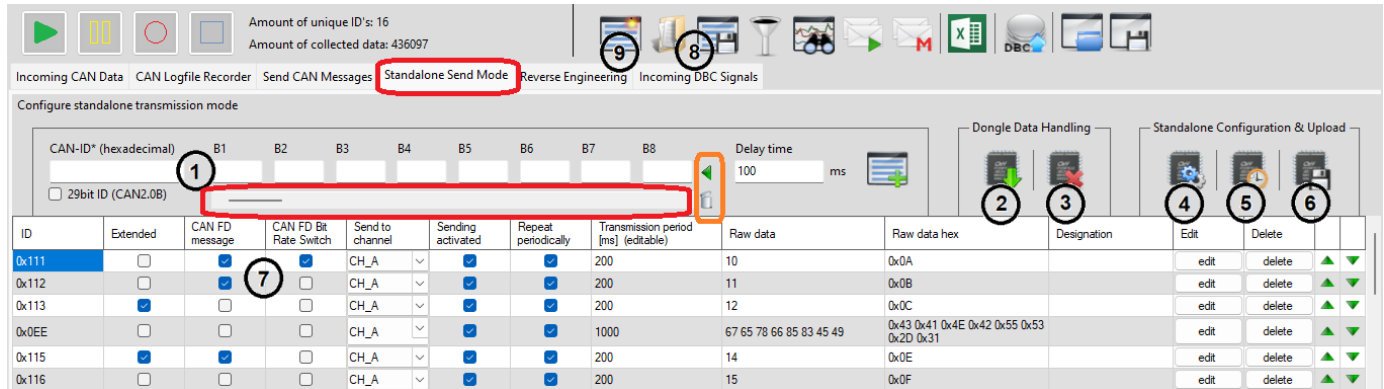 Amount of unique ID's: 16
Amount of collected data: 436097
9
8
M
X
DBC
Incoming CAN Data CAN Logfile Recorder Send CAN Messages Standalone Send Mode Reverse Engineering Incoming DBC Signals
Configure standalone transmission mode
Dongle Data Handling
Standalone Configuration & Upload
CAN-ID* (hexadecimal) B1 B2 B3 B4 B5 B6 B7 B8 Delay time
1
100 ms
29bit ID (CAN2.0B)
2 3 4 5 6
ID Extended CAN FD message CAN FD Bit Rate Switch Send to channel Sending activated Repeat periodically Transmission period [ms] (editable) Raw data Raw data hex Designation Edit Delete
0x111 CH_A 200 10 0x0A edit delete
7
0x112 CH_A 200 11 0x0B edit delete
0x113 CH_A 200 12 0x0C edit delete
0x0EE CH_A 1000 67 65 78 66 85 83 45 49 0x43 0x41 0x4E 0x42 0x55 0x53 0x2D 0x31 edit delete
0x115 CH_A 200 14 0x0E edit delete
0x116 CH_A 200 15 0x0F edit delete